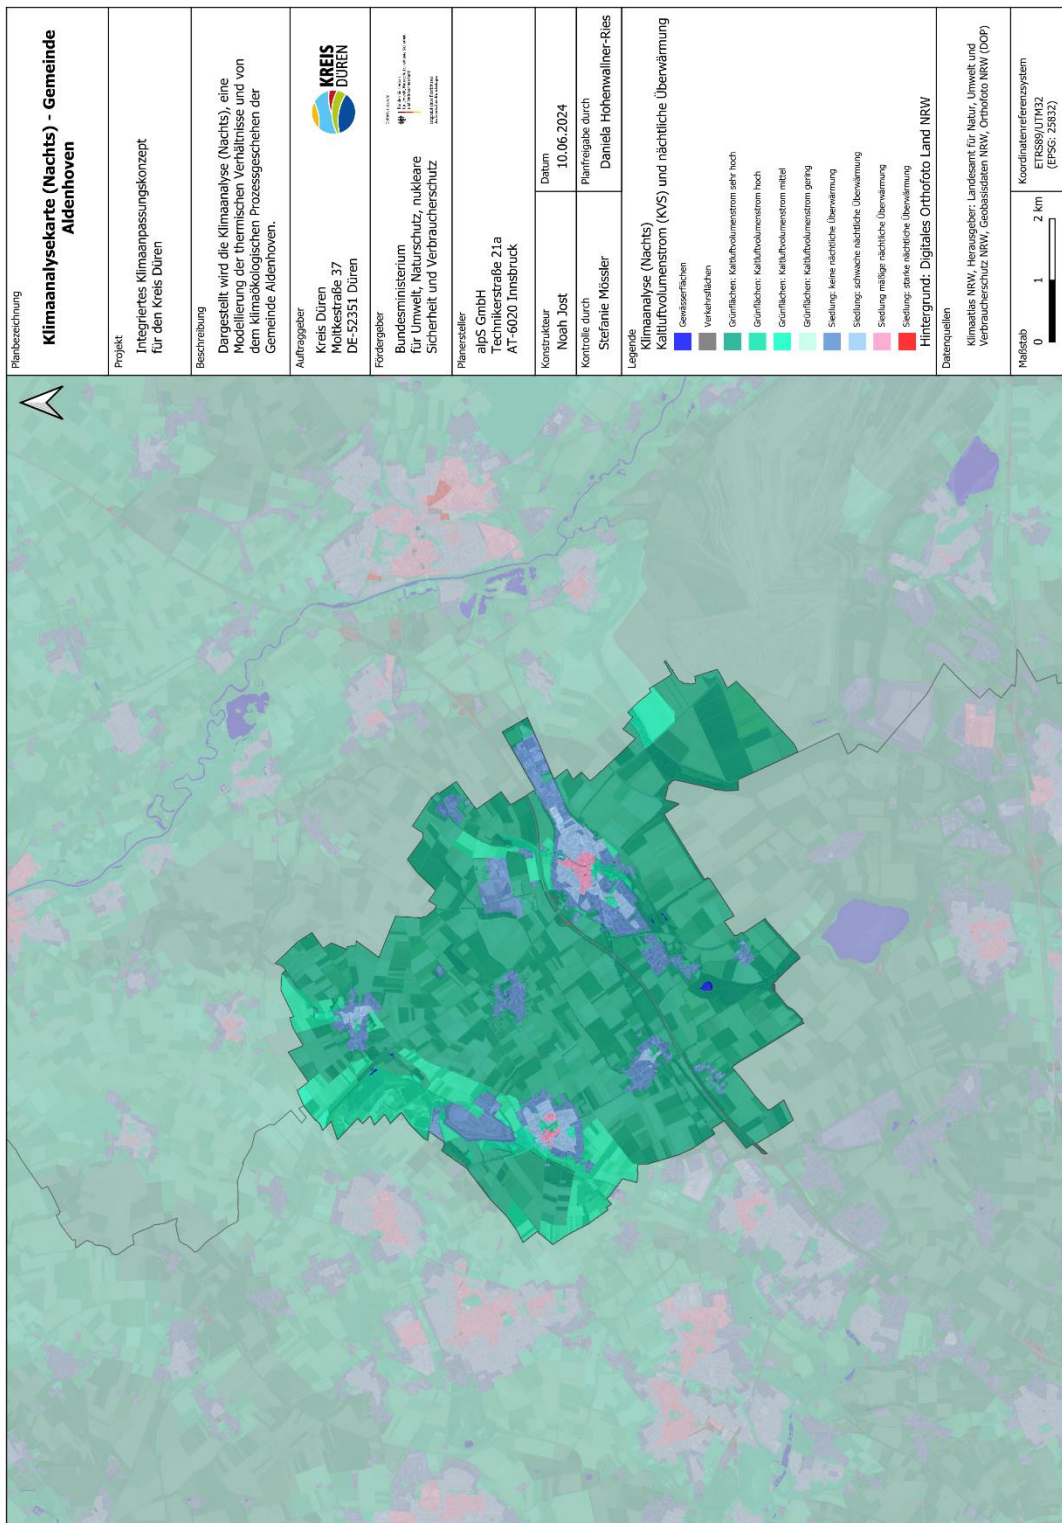 Planbezeichnung
Klimaanalysekarte (Nachts) - Gemeinde
Aldenhoven
Projekt
Integriertes Klimaanpassungskonzept
für den Kreis Düren
Beschreibung
Dargestellt wird die Klimaanalyse (Nachts), eine
Modellierung der thermischen Verhältnisse und von
dem klimaökologischen Prozessgeschehen der
Gemeinde Aldenhoven.
Auftraggeber
Kreis Düren
Moltkestraße 37
DE-52351 Düren
KREIS
DÜREN
Fördergeber
Bundesministerium
für Umwelt, Naturschutz, nukleare
Sicherheit und Verbraucherschutz
Planersteller
alpS GmbH
Technikerstraße 21a
AT-6020 Innsbruck
Konstrukteur
Noah Jost
Datum
10.06.2024
Kontrolle durch
Stefanie Mössler
Planfreigabe durch
Daniela Hohenwallner-Ries
Legende
Klimaanalyse (Nachts)
Kaltluftvolumenstrom (KVS) und nächtliche Überwärmung
Gewässerflächen
Verkehrsflächen
Grünflächen: Kaltluftvolumenstrom sehr hoch
Grünflächen: Kaltluftvolumenstrom hoch
Grünflächen: Kaltluftvolumenstrom mittel
Grünflächen: Kaltluftvolumenstrom gering
Siedlung: keine nächtliche Überwärmung
Siedlung: schwache nächtliche Überwärmung
Siedlung mäßige nächtliche Überwärmung
Siedlung: starke nächtliche Überwärmung
Hintergrund: Digitales Orthofoto Land NRW
Datenquellen
Klimaatlas NRW, Herausgeber: Landesamt für Natur, Umwelt und
Verbraucherschutz NRW, Geobasisdaten NRW, Orthofoto NRW (DOP)
Maßstab
0 1 2 km
Koordinatenreferenzsystem
ETRS89/UTM32
(EPSG: 25832)